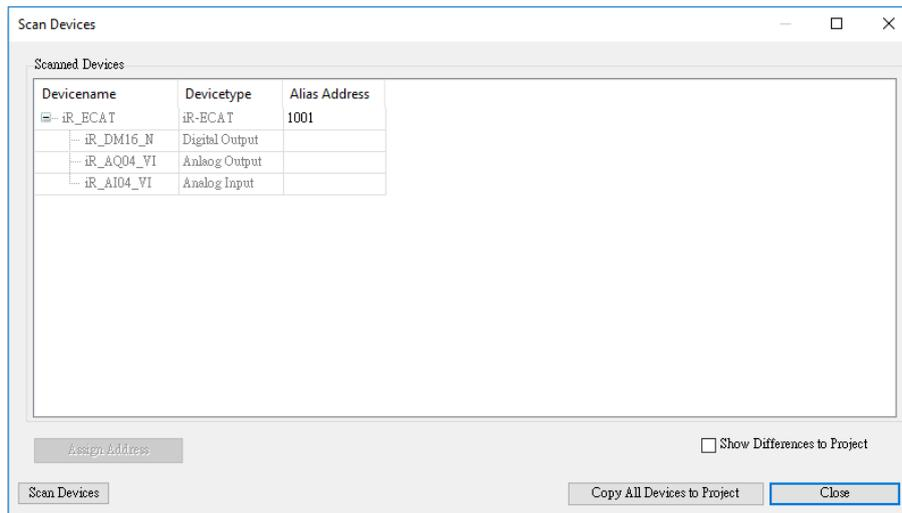 Scan Devices
Scanned Devices
Devicename Devicetype Alias Address
iR_ECAT iR-ECAT 1001
iR_DM16_N Digital Output
iR_AQ04_VI Anlaog Output
iR_AI04_VI Analog Input
Assign Address
Show Differences to Project
Scan Devices Copy All Devices to Project Close